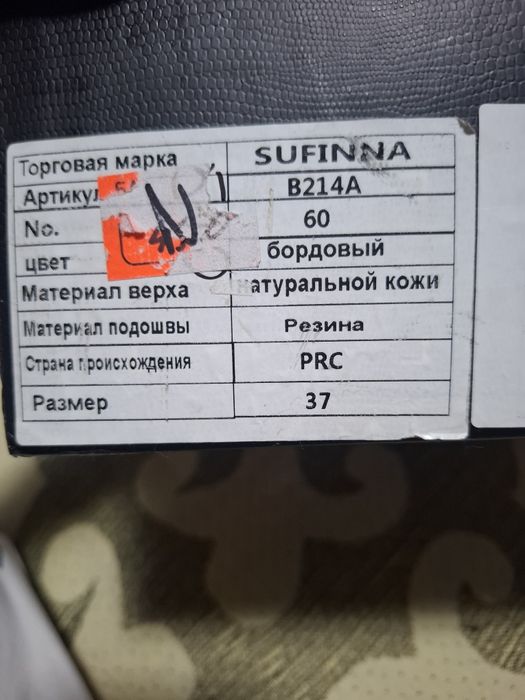 Торговая марка SUFINNA
Артикул B214A
No. 60
цвет бордовый
Материал верха натуральной кожи
Материал подошвы Резина
Страна происхождения PRC
Размер 37